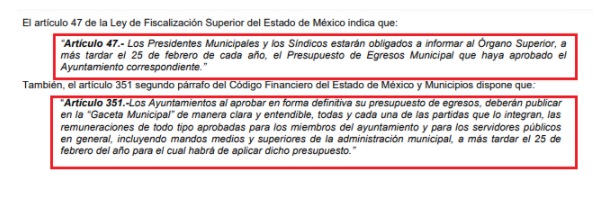 El artículo 47 de la Ley de Fiscalización Superior del Estado de México indica que:
"Artículo 47.- Los Presidentes Municipales y los Síndicos estarán obligados a informar al Órgano Superior, a
más tardar el 25 de febrero de cada año, el Presupuesto de Egresos Municipal que haya aprobado el
Ayuntamiento correspondiente."
También, el artículo 351 segundo párrafo del Código Financiero del Estado de México y Municipios dispone que:
"Artículo 351.-Los Ayuntamientos al aprobar en forma definitiva su presupuesto de egresos, deberán publicar
en la "Gaceta Municipal" de manera clara y entendible, todas y cada una de las partidas que lo integran, las
remuneraciones de todo tipo aprobadas para los miembros del ayuntamiento y para los servidores públicos
en general, incluyendo mandos medios y superiores de la administración municipal, a más tardar el 25 de
febrero del año para el cual habrá de aplicar dicho presupuesto."